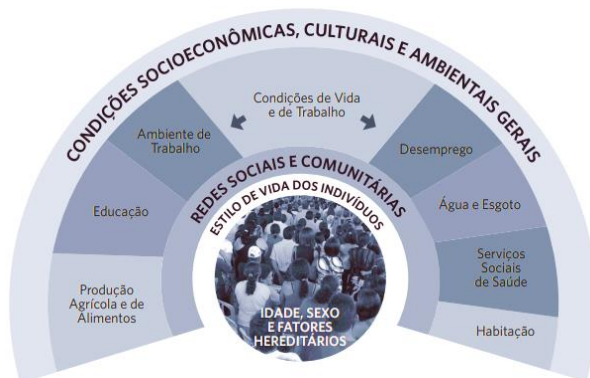 CONDIÇÕES SOCIOECONÔMICAS, CULTURAIS E AMBIENTAIS GERAIS
Condições de Vida
e de Trabalho
Ambiente de
Trabalho
Desemprego
REDES SOCIAIS E COMUNITÁRIAS
ESTILO DE VIDA DOS INDIVÍDUOS
Educação
Água e Esgoto
Serviços
Sociais
de Saúde
Produção
Agrícola e de
Alimentos
Habitação
IDADE, SEXO
E FATORES
HEREDITÁRIOS